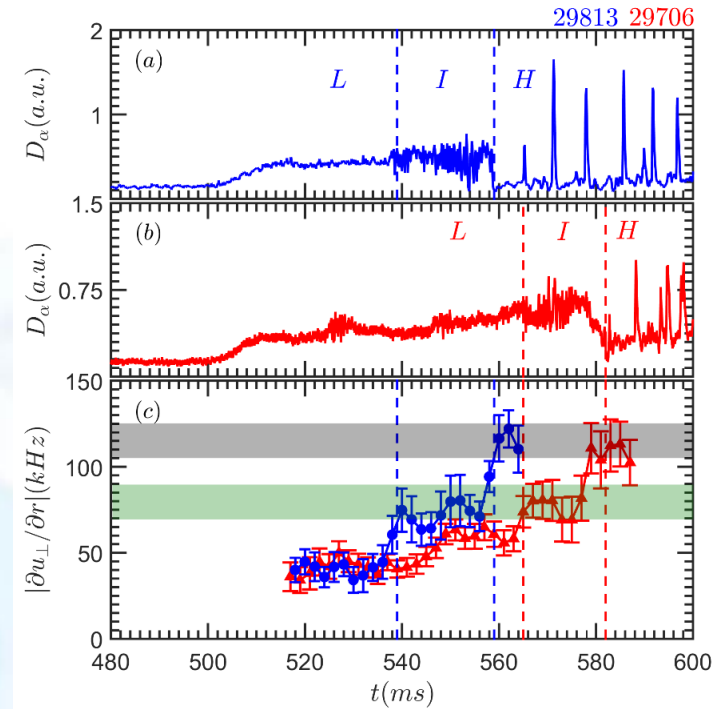 29813 29706
2
1
D_α(a.u.)
(a)
L
I
H
1.5
0.75
D_α(a.u.)
(b)
L
I
H
150
100
50
0
|∂u_⊥/∂r|(kHz)
(c)
480 500 520 540 560 580 600
t(ms)